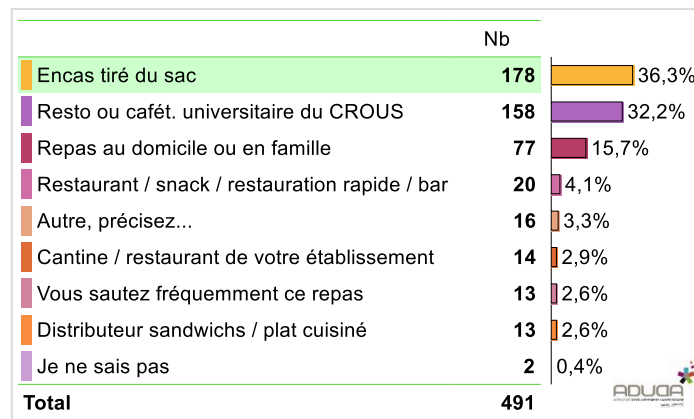 Nb
Encas tiré du sac 178 36,3%
Resto ou cafét. universitaire du CROUS 158 32,2%
Repas au domicile ou en famille 77 15,7%
Restaurant / snack / restauration rapide / bar 20 4,1%
Autre, précisez... 16 3,3%
Cantine / restaurant de votre établissement 14 2,9%
Vous sautez fréquemment ce repas 13 2,6%
Distributeur sandwichs / plat cuisiné 13 2,6%
Je ne sais pas 2 0,4%
Total 491
ADUDA